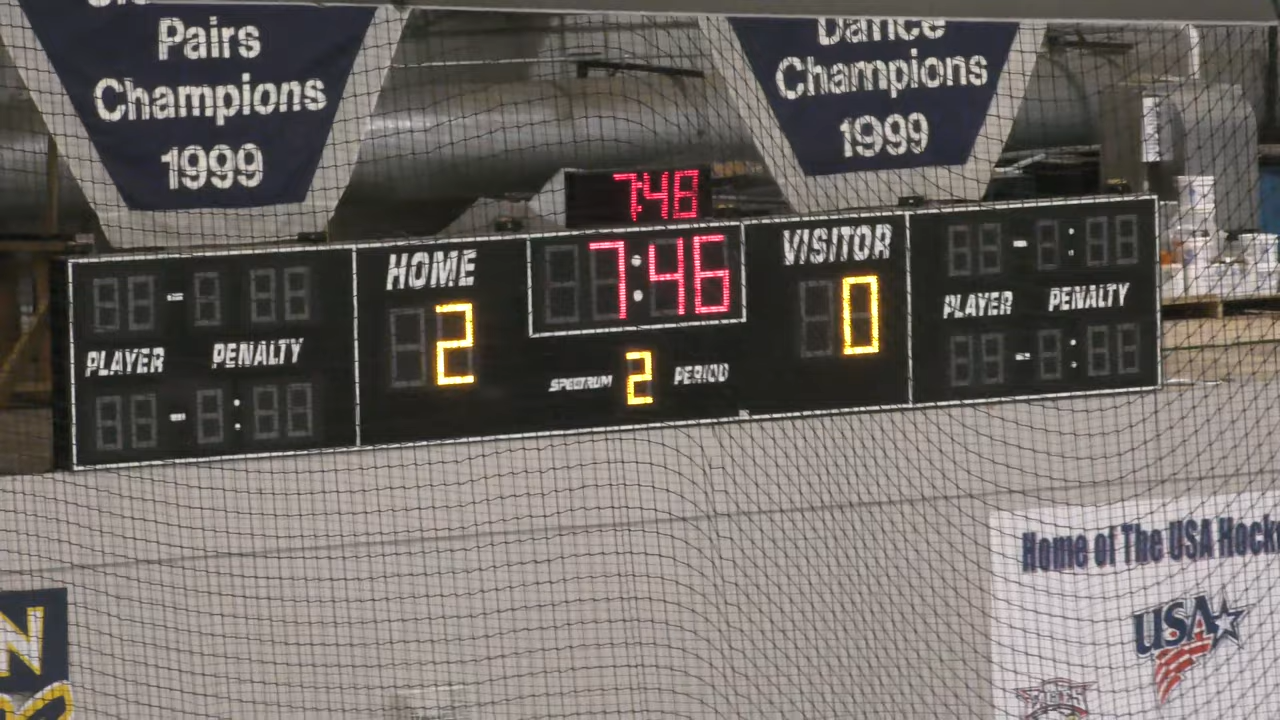 Pairs
Champions
1999
Dance
Champions
1999
7:48
HOME
7:46
VISITOR
2
0
PLAYER PENALTY
SPECTRUM 2 PERIOD
PLAYER PENALTY
Home of The USA Hock
USA
N